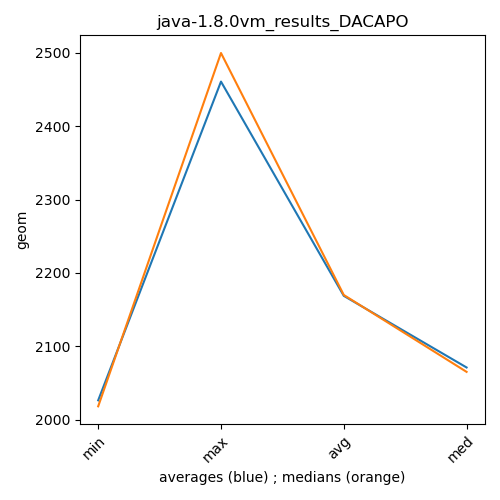 java-1.8.0vm_results_DACAPO
2500
2400
2300
2200
2100
2000
geom
min
max
avg
med
averages (blue) ; medians (orange)